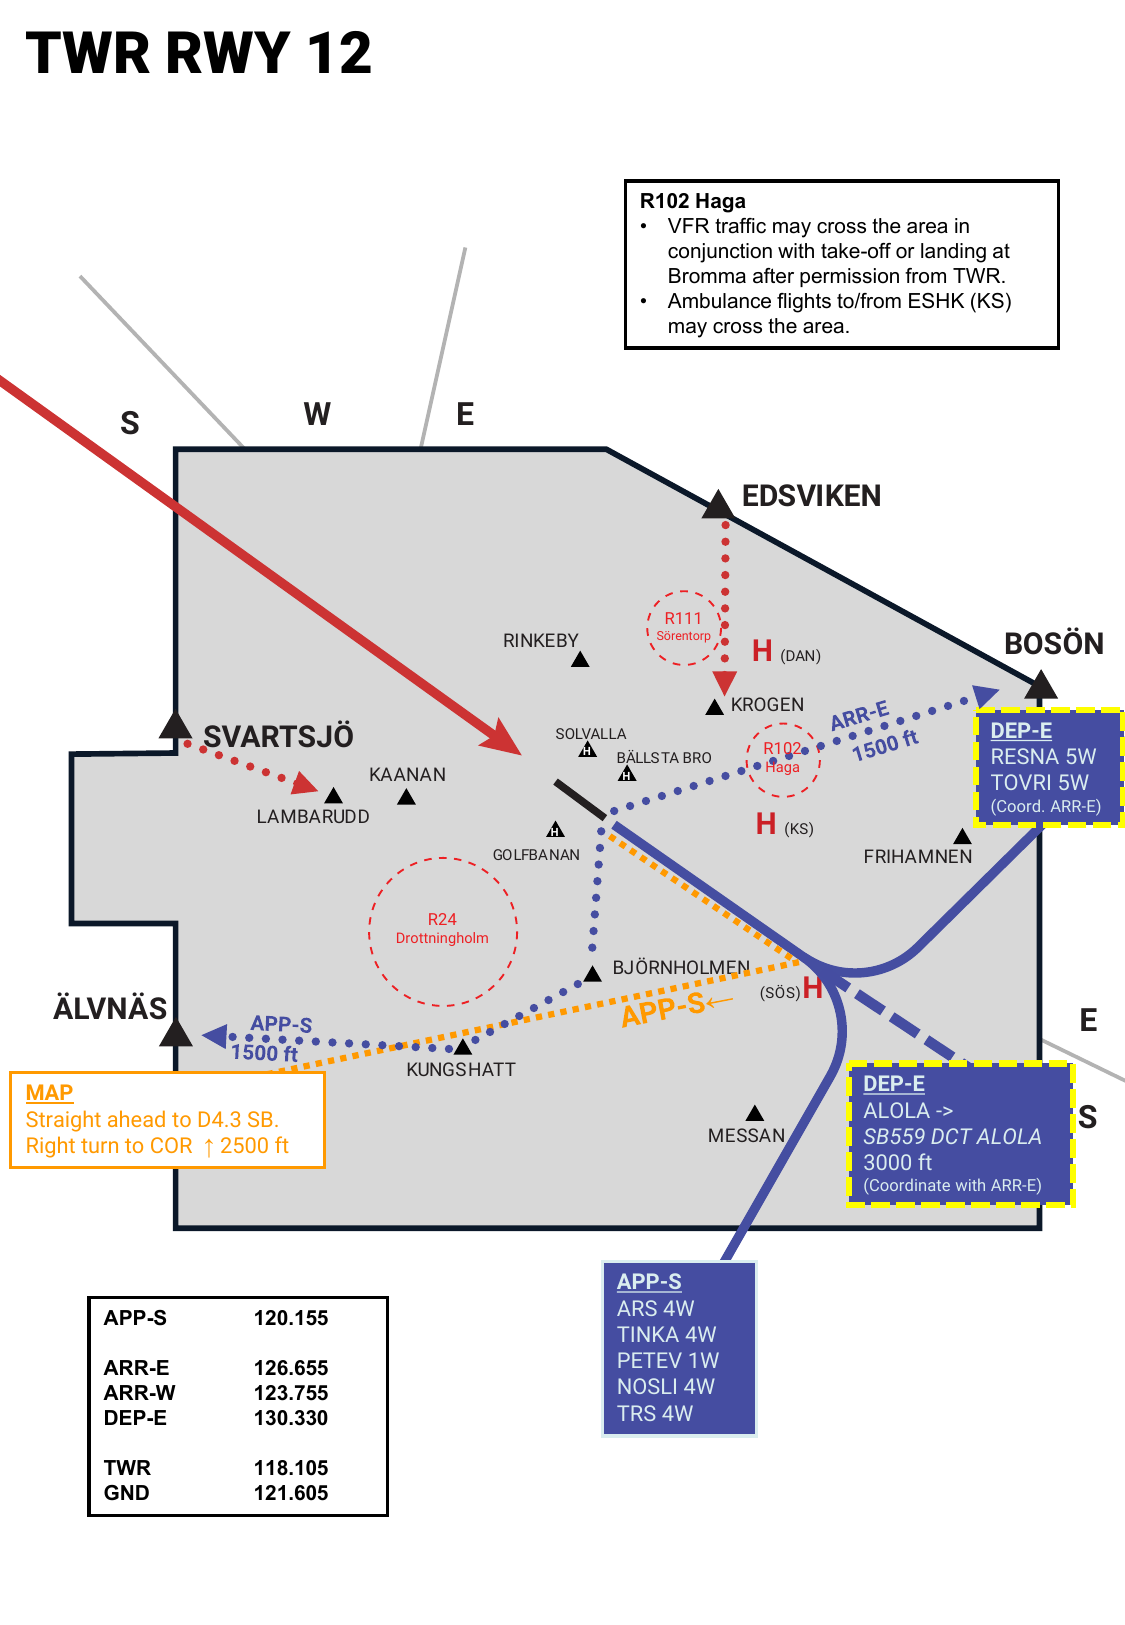 TWR RWY 12
R102 Haga
• VFR traffic may cross the area in
conjunction with take-off or landing at
Bromma after permission from TWR.
• Ambulance flights to/from ESHK (KS)
may cross the area.
S
W
E
EDSVIKEN
R111
Sörentorp
RINKEBY
H (DAN)
BOSÖN
KROGEN
SVARTSJÖ
SOLVALLA
H
BÄLLSTA BRO
H
R102
Haga
ARR-E
1500 ft
DEP-E
RESNA 5W
TOVRI 5W
(Coord. ARR-E)
KAANAN
LAMBARUDD
H
GOLFBANAN
H (KS)
FRIHAMNEN
R24
Drottningholm
BJÖRNHOLMEN
(SÖS) H
APP-S←
ÄLVNÄS
APP-S
1500 ft
KUNGSHATT
E
S
MAP
Straight ahead to D4.3 SB.
Right turn to COR ↑ 2500 ft
MESSAN
DEP-E
ALOLA ->
SB559 DCT ALOLA
3000 ft
(Coordinate with ARR-E)
APP-S
ARS 4W
TINKA 4W
PETEV 1W
NOSLI 4W
TRS 4W
APP-S 120.155
ARR-E 126.655
ARR-W 123.755
DEP-E 130.330
TWR 118.105
GND 121.605